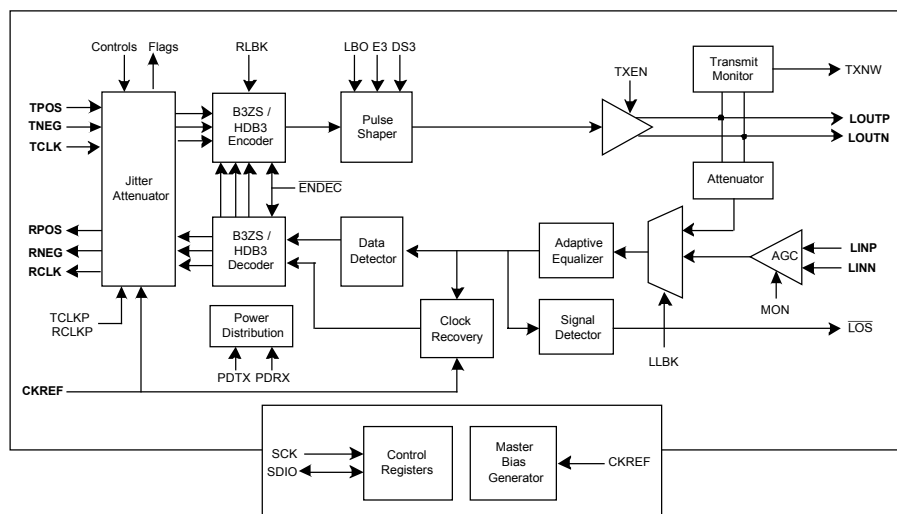 Controls Flags RLBK LBO E3 DS3
TXEN
Transmit
Monitor
TXNW
TPOS
TNEG
TCLK
B3ZS /
HDB3
Encoder
Pulse
Shaper
LOUTP
LOUTN
Jitter
Attenuator
ENDEC
Attenuator
RPOS
RNEG
RCLK
B3ZS /
HDB3
Decoder
Data
Detector
Adaptive
Equalizer
AGC
LINP
LINN
MON
TCLKP
RCLKP
Power
Distribution
Clock
Recovery
Signal
Detector
LOS
LLBK
PDTX PDRX
CKREF
SCK
SDIO
Control
Registers
Master
Bias
Generator
CKREF